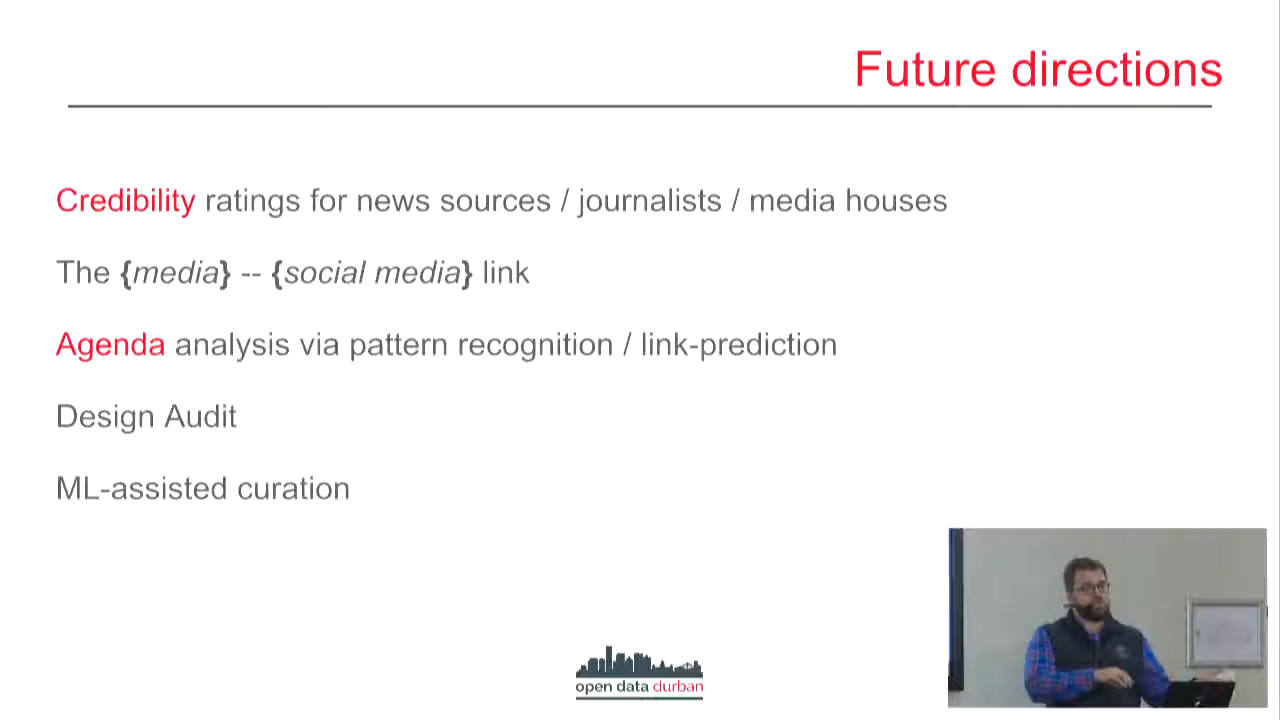 Future directions
Credibility ratings for news sources / journalists / media houses
The {media} -- {social media} link
Agenda analysis via pattern recognition / link-prediction
Design Audit
ML-assisted curation
open data durban